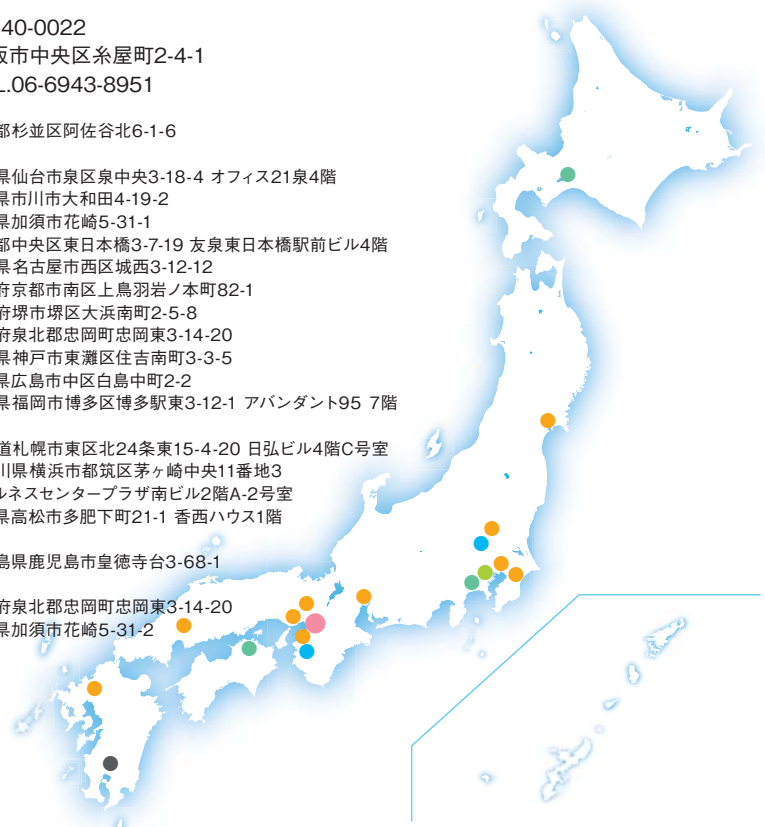 40-0022
阪市中央区糸屋町2-4-1
.06-6943-8951
都杉並区阿佐谷北6-1-6
県仙台市泉区泉中央3-18-4 オフィス21泉4階
県市川市大和田4-19-2
県加須市花崎5-31-1
都中央区東日本橋3-7-19 友泉東日本橋駅前ビル4階
県名古屋市西区城西3-12-12
府京都市南区上鳥羽岩ノ本町82-1
府堺市堺区大浜南町2-5-8
府泉北郡忠岡町忠岡東3-14-20
県神戸市東灘区住吉南町3-3-5
県広島市中区白島中町2-2
県福岡市博多区博多駅東3-12-1 アバンダント95 7階
道札幌市東区北24条東15-4-20 日弘ビル4階C号室
川県横浜市都筑区茅ヶ崎中央11番地3
ルネスセンタープラザ南ビル2階A-2号室
県高松市多肥下町21-1 香西ハウス1階
島県鹿児島市皇徳寺台3-68-1
府泉北郡忠岡町忠岡東3-14-20
県加須市花崎5-31-2